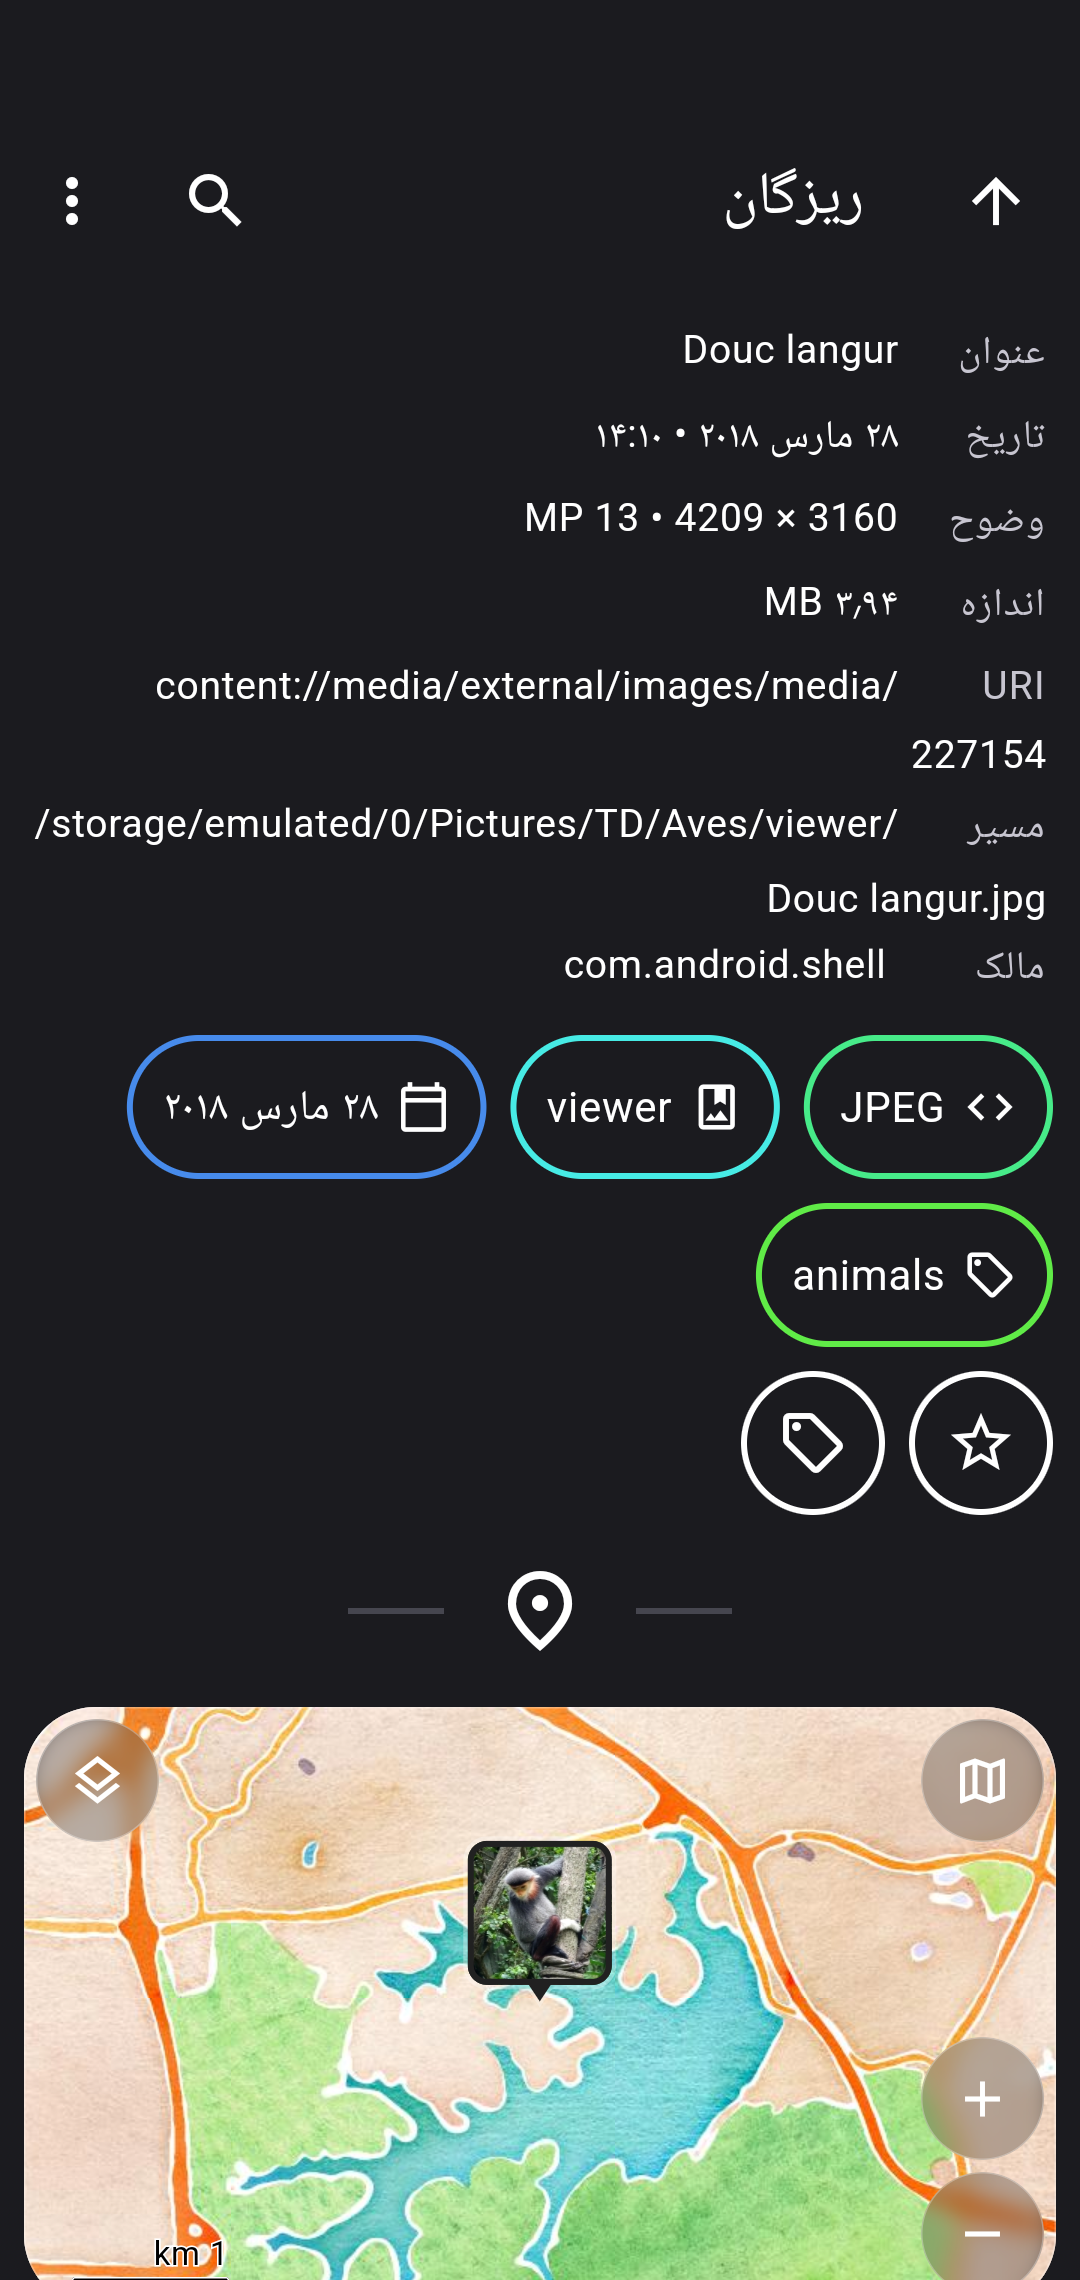 ریزگان
عنوان Douc langur
تاریخ ۲۸ مارس ۲۰۱۸ • ۱۴:۱۰
وضوح 3160 × 4209 • 13 MP
اندازه ۳٫۹۴ MB
URI content://media/external/images/media/
227154
مسیر /storage/emulated/0/Pictures/TD/Aves/viewer/
Douc langur.jpg
مالک com.android.shell
JPEG viewer ۲۸ مارس ۲۰۱۸
animals
1 km